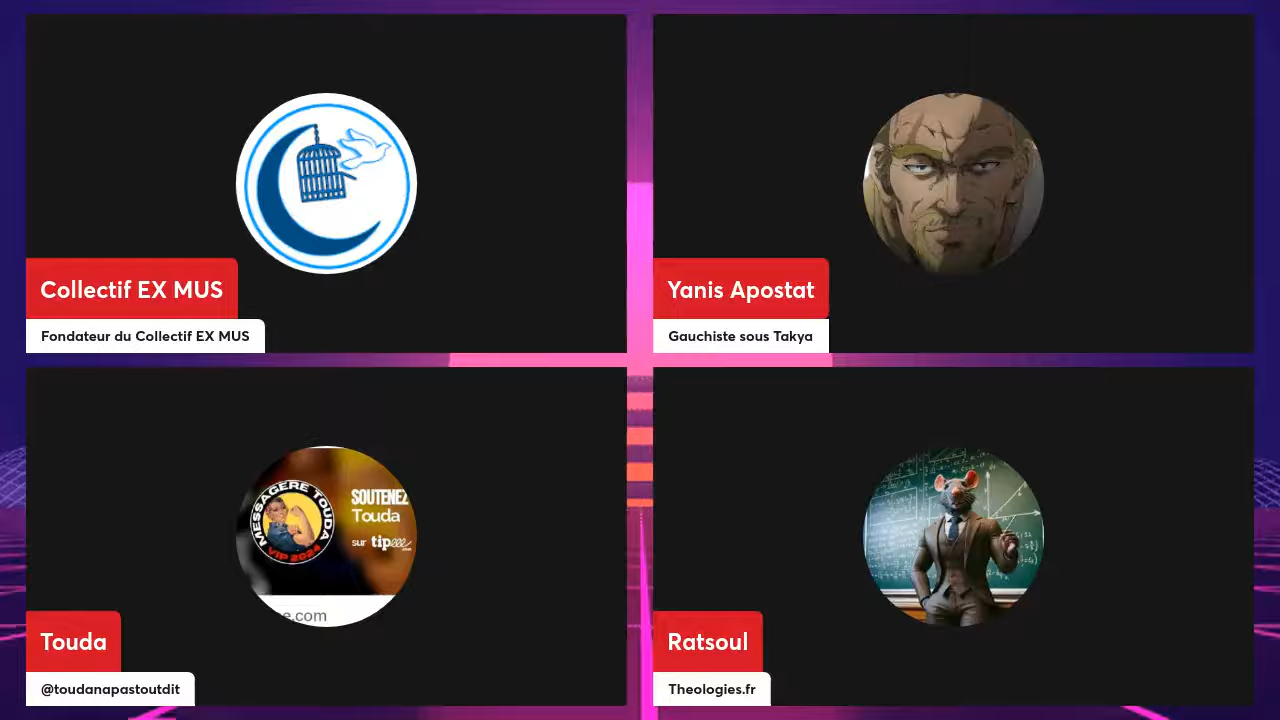 Collectif EX MUS
Fondateur du Collectif EX MUS
Yanis Apostat
Gauchiste sous Takya
MESSAGERE TOUDA
VIP 2024
SOUTENEZ
Touda
sur tipeee
e.com
Touda
@toudanapastoutdit
Ratsoul
Theologies.fr